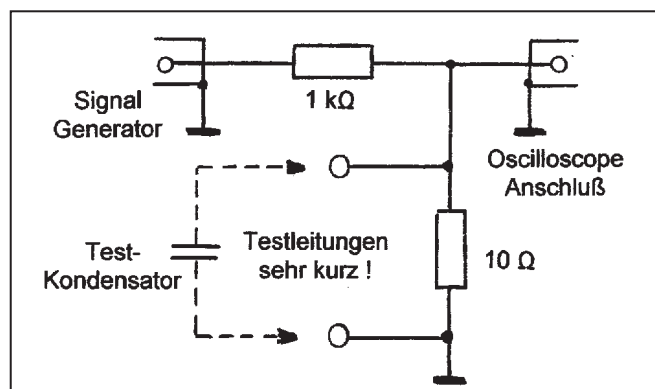 1 kΩ
Signal
Generator
Oscilloscope
Anschluß
Test-
Kondensator
Testleitungen
sehr kurz !
10 Ω